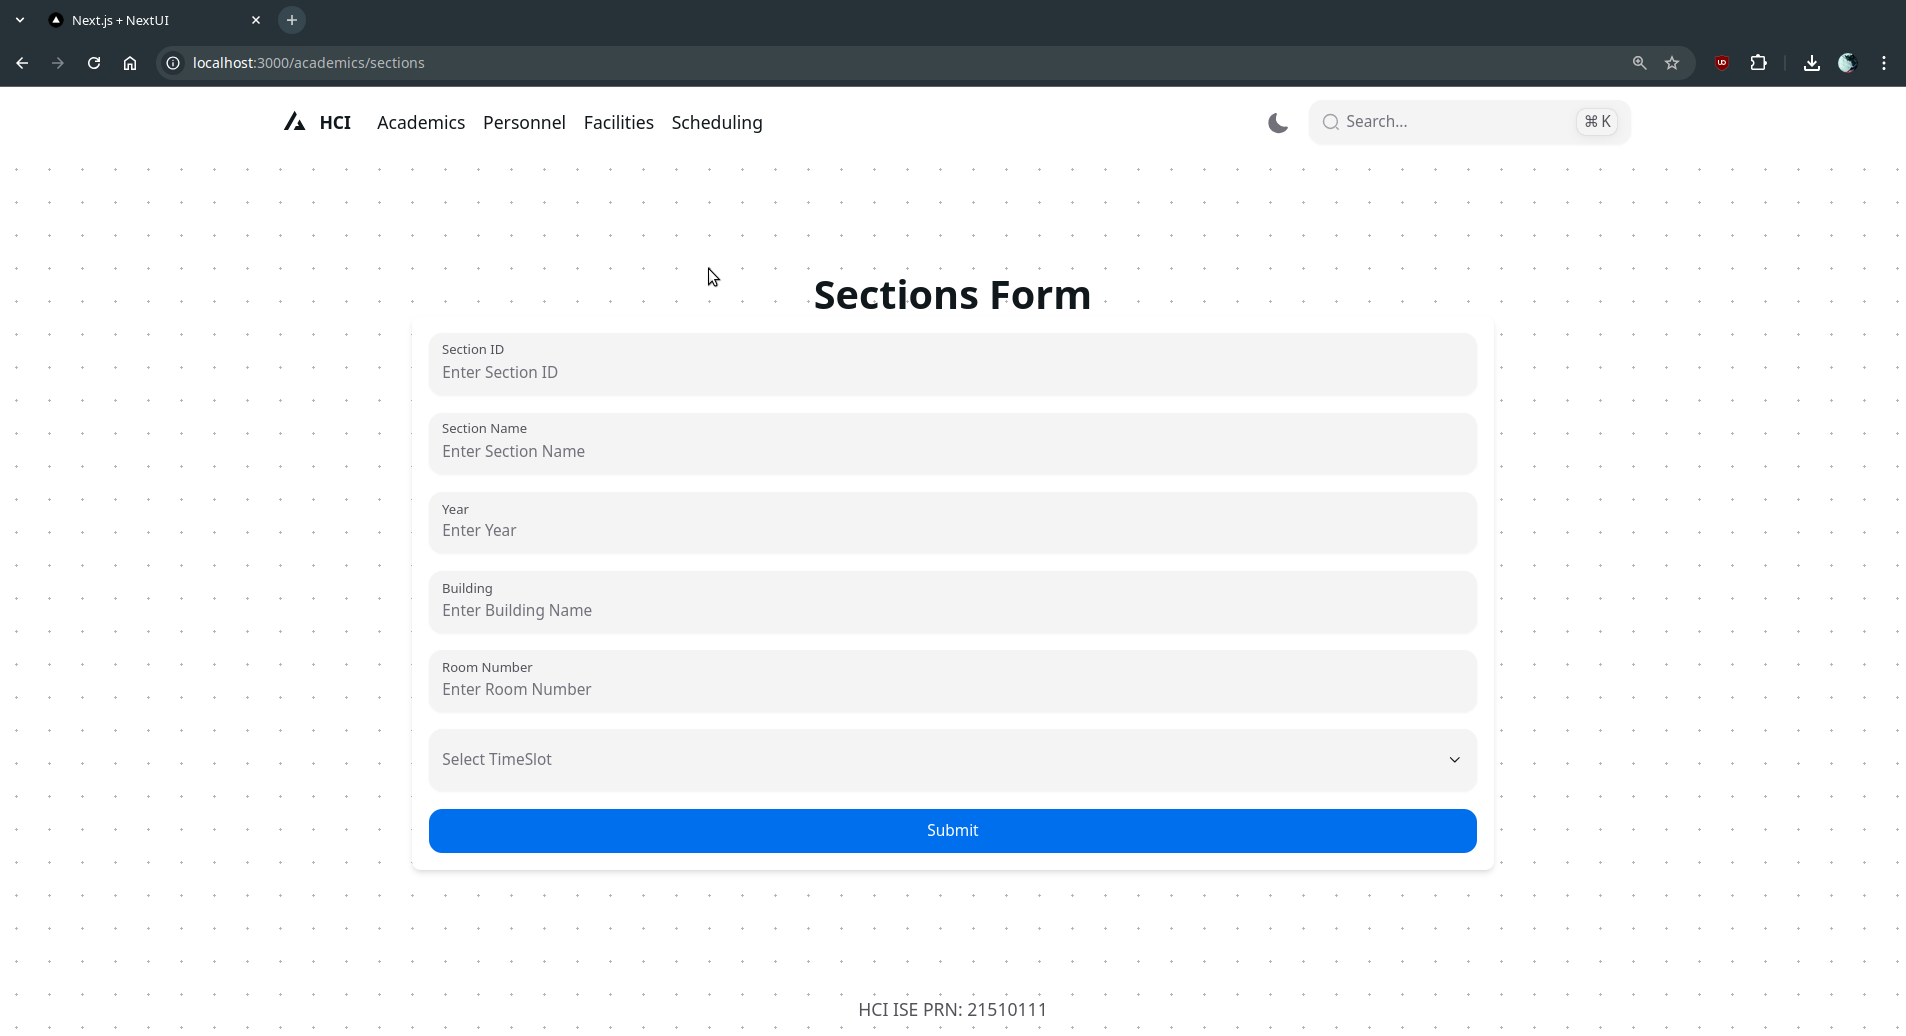 Next.js + NextUI
localhost:3000/academics/sections
HCI Academics Personnel Facilities Scheduling Search... ⌘ K
Sections Form
Section ID
Enter Section ID
Section Name
Enter Section Name
Year
Enter Year
Building
Enter Building Name
Room Number
Enter Room Number
Select TimeSlot
Submit
HCI ISE PRN: 21510111